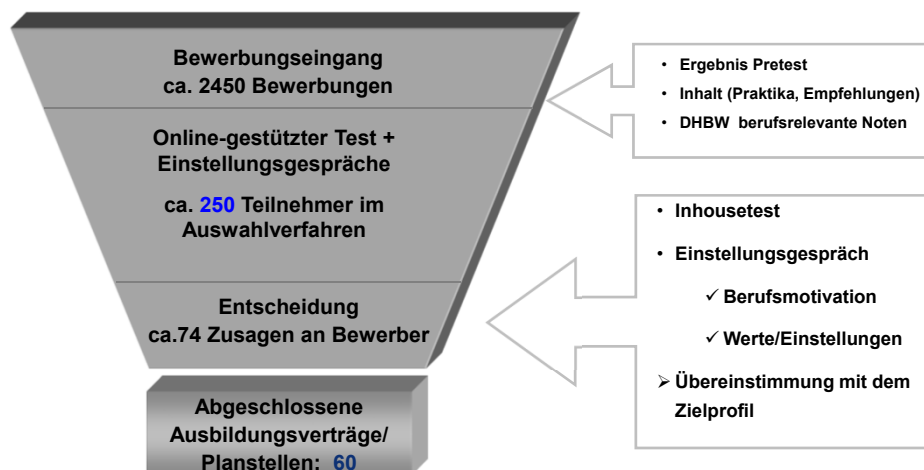 Bewerbungseingang
ca. 2450 Bewerbungen
Online-gestützter Test +
Einstellungsgespräche
ca. 250 Teilnehmer im
Auswahlverfahren
Entscheidung
ca.74 Zusagen an Bewerber
Abgeschlossene
Ausbildungsverträge/
Planstellen: 60
• Ergebnis Pretest
• Inhalt (Praktika, Empfehlungen)
• DHBW berufsrelevante Noten
• Inhousetest
• Einstellungsgespräch
✓ Berufsmotivation
✓ Werte/Einstellungen
➢ Übereinstimmung mit dem
Zielprofil